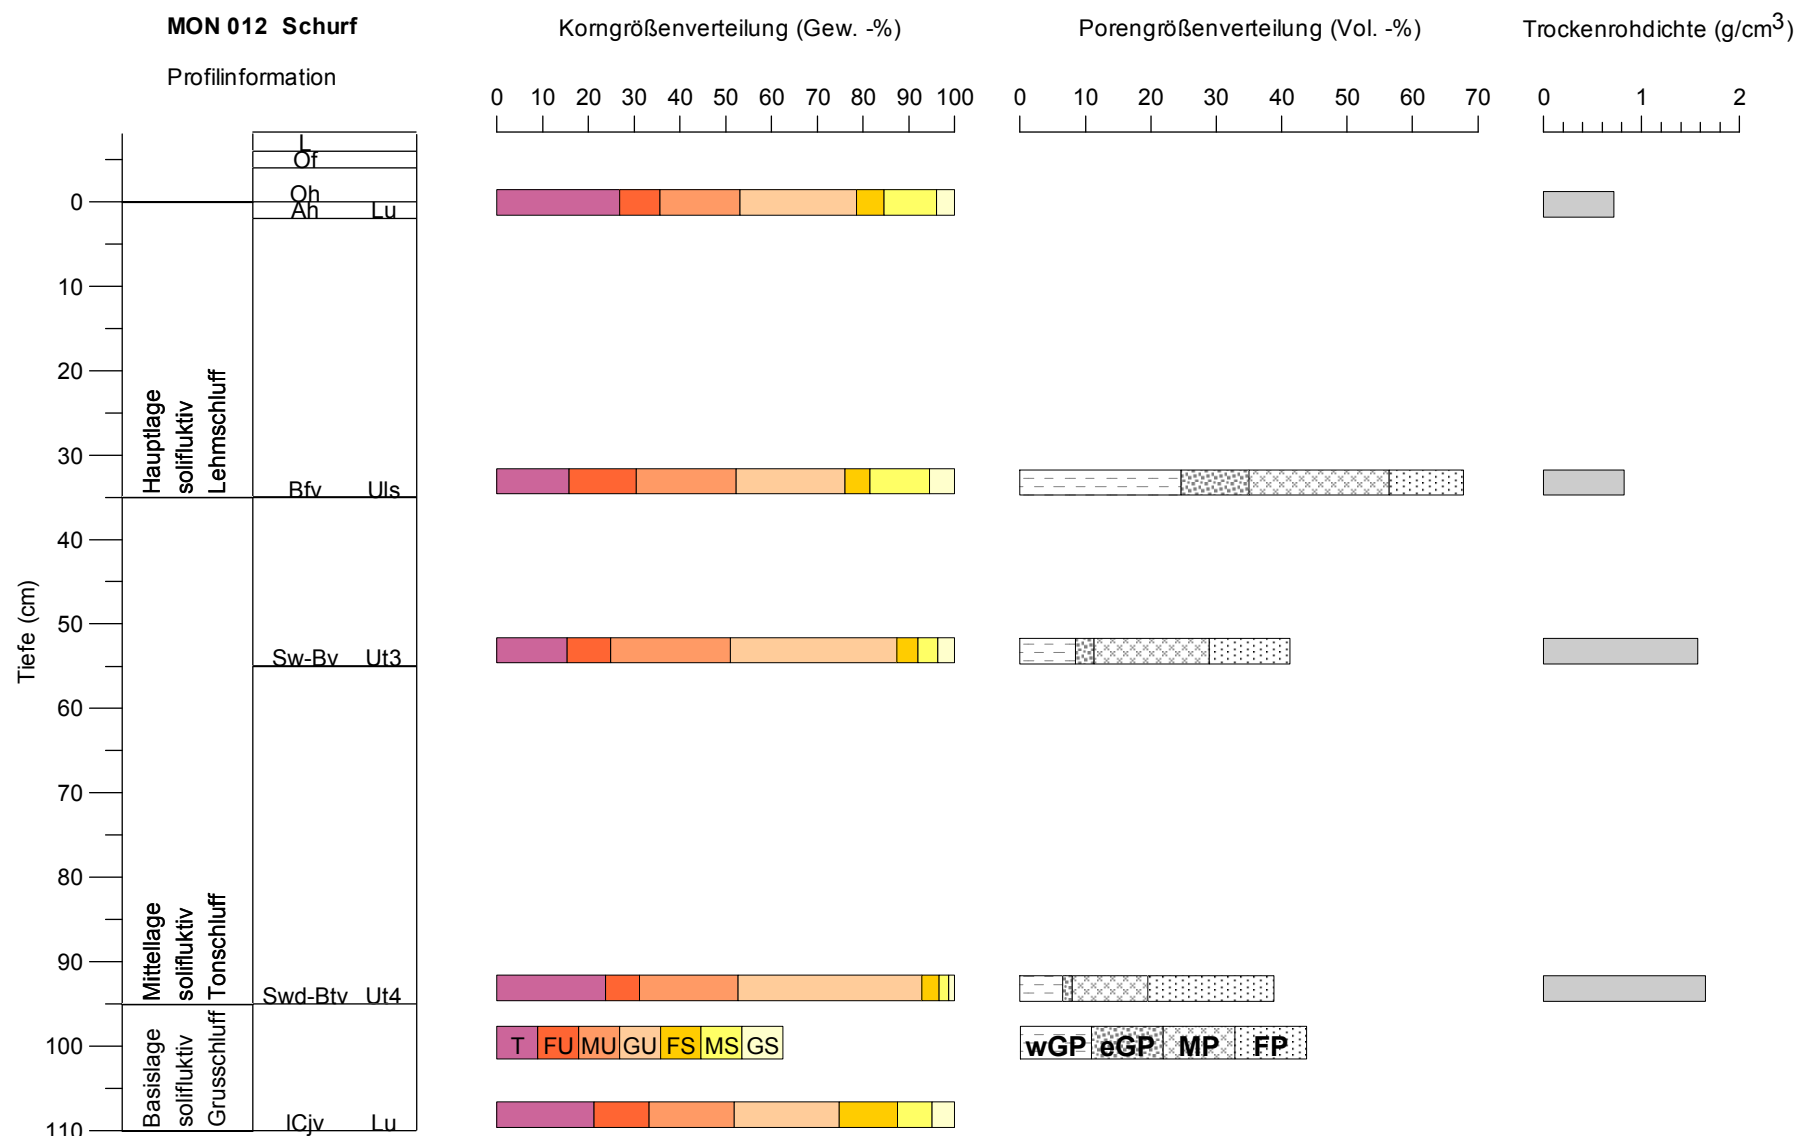 MON 012 Schurf
Korngrößenverteilung (Gew. -%)
Porengrößenverteilung (Vol. -%)
Trockenrohdichte (g/cm3)
Profilinformation
0 10 20 30 40 50 60 70 80 90 100
0 10 20 30 40 50 60 70
0 1 2
L
Of
Oh
0
Ah Lu
10
20
30
Hauptlage
solifluktiv
Lehmschluff
Bfv Uls
40
50
Tiefe (cm)
Sw-Bv Ut3
60
70
80
90
Mittellage
solifluktiv
Tonschluff
Swd-Btv Ut4
100
T FU MU GU FS MS GS
wGP eGP MP FP
Basislage
solifluktiv
Grusschluff
lCjv Lu
110